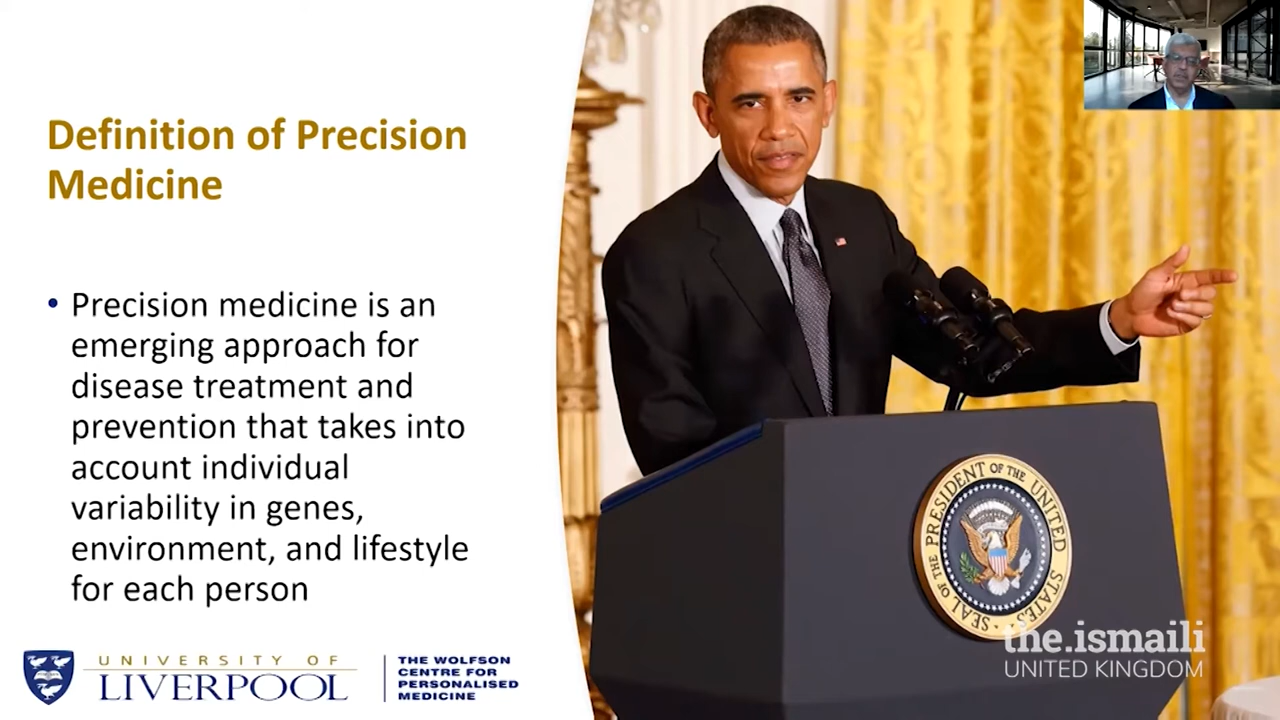 Definition of Precision
Medicine
• Precision medicine is an
emerging approach for
disease treatment and
prevention that takes into
account individual
variability in genes,
environment, and lifestyle
for each person
UNIVERSITY OF
LIVERPOOL
THE WOLFSON
CENTRE FOR
PERSONALISED
MEDICINE
SEAL OF THE PRESIDENT OF THE UNITED STATES
the.ismaili
UNITED KINGDOM